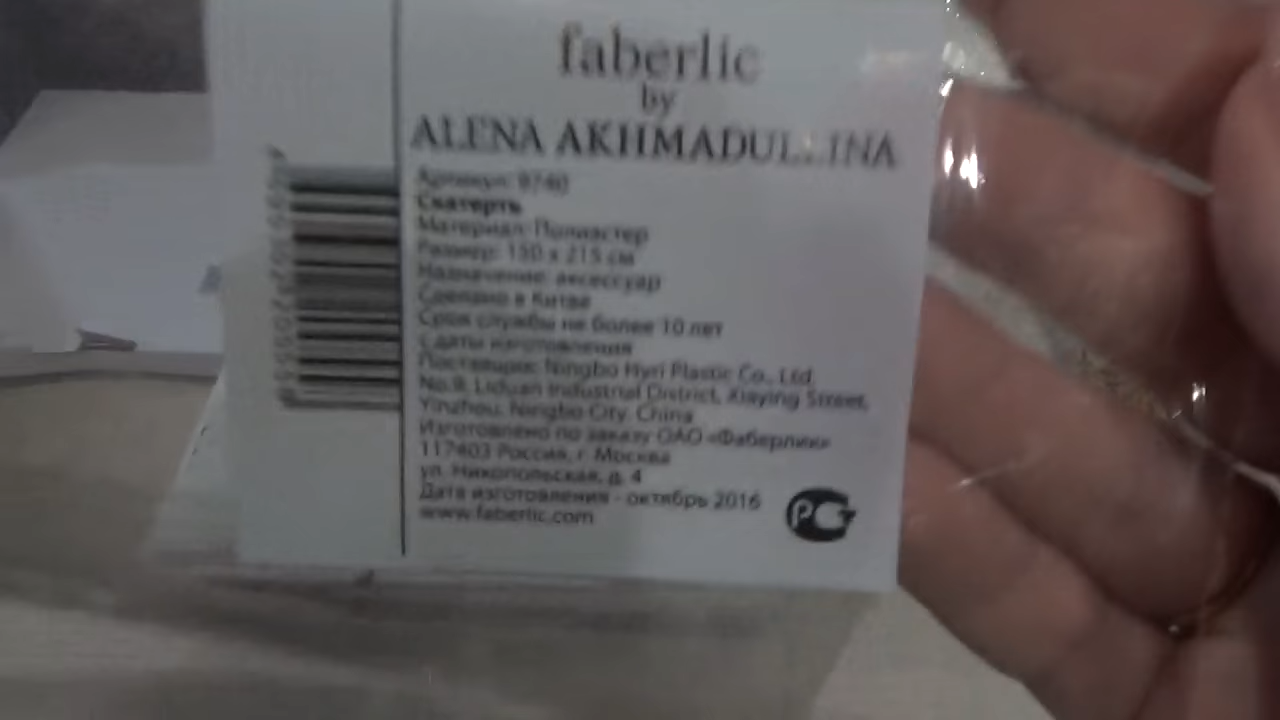 faberlic
by
ALENA AKHMADULLINA
Артикул: 9740
Скатерть
Материал: Полиэстер
Размер: 150 x 215 см
Назначение: аксессуар
Сделано в Китае
Срок службы не более 10 лет
с даты изготовления
Поставщик: Ningbo Hyri Plastic Co., Ltd.
No.9, Liduan Industrial District, Xiaying Street,
Yinzhou, Ningbo City, China
Изготовлено по заказу ОАО «Фаберлик»
117403 Россия, г. Москва
ул. Никопольская, д. 4
Дата изготовления - октябрь 2016
www.faberlic.com
РСТ